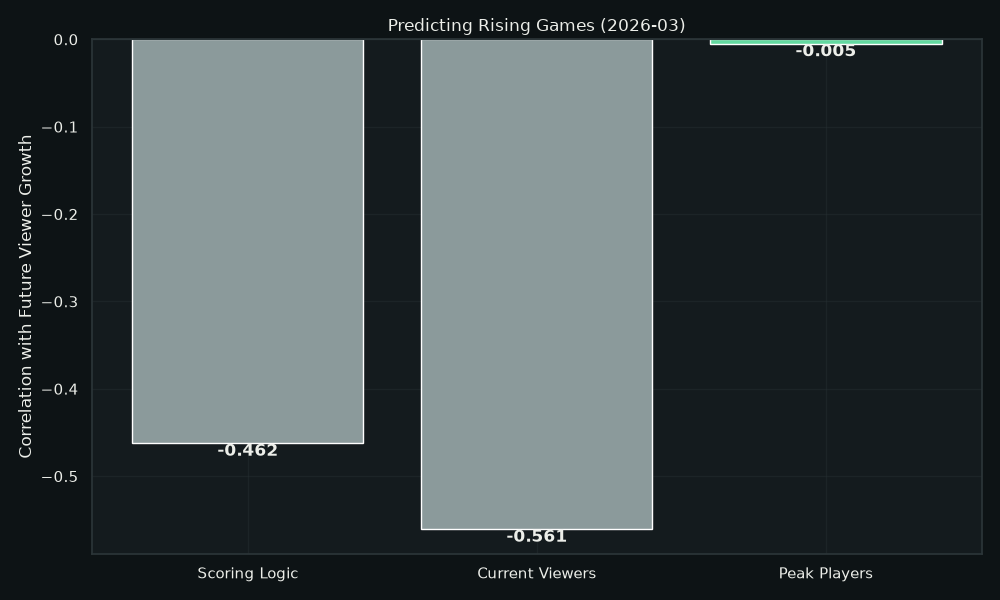 Predicting Rising Games (2026-03)
Correlation with Future Viewer Growth
0.0
−0.1
−0.2
−0.3
−0.4
−0.5
-0.462
-0.561
-0.005
Scoring Logic
Current Viewers
Peak Players